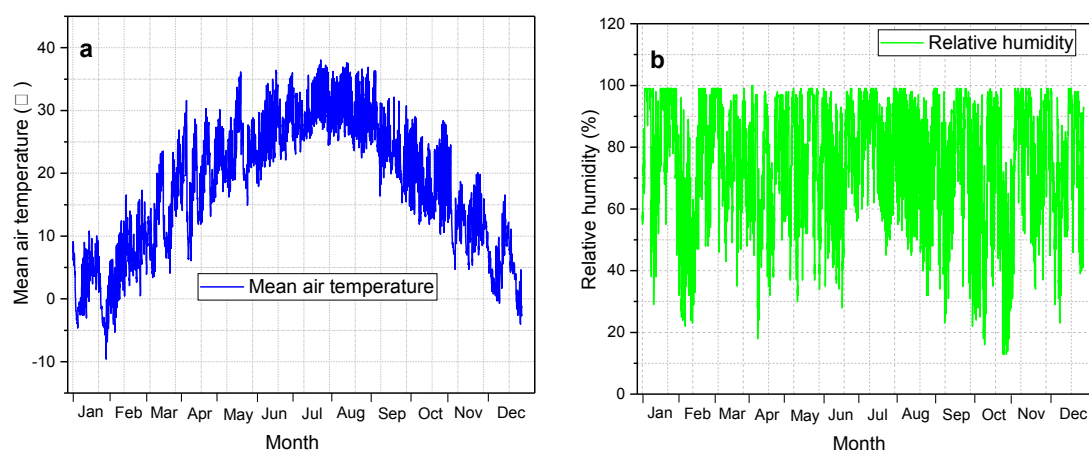 a
Mean air temperature (□)
40
30
20
10
0
-10
Mean air temperature
Jan Feb Mar Apr May Jun Jul Aug Sep Oct Nov Dec
Month
b
Relative humidity (%)
120
100
80
60
40
20
0
Relative humidity
Jan Feb Mar Apr May Jun Jul Aug Sep Oct Nov Dec
Month